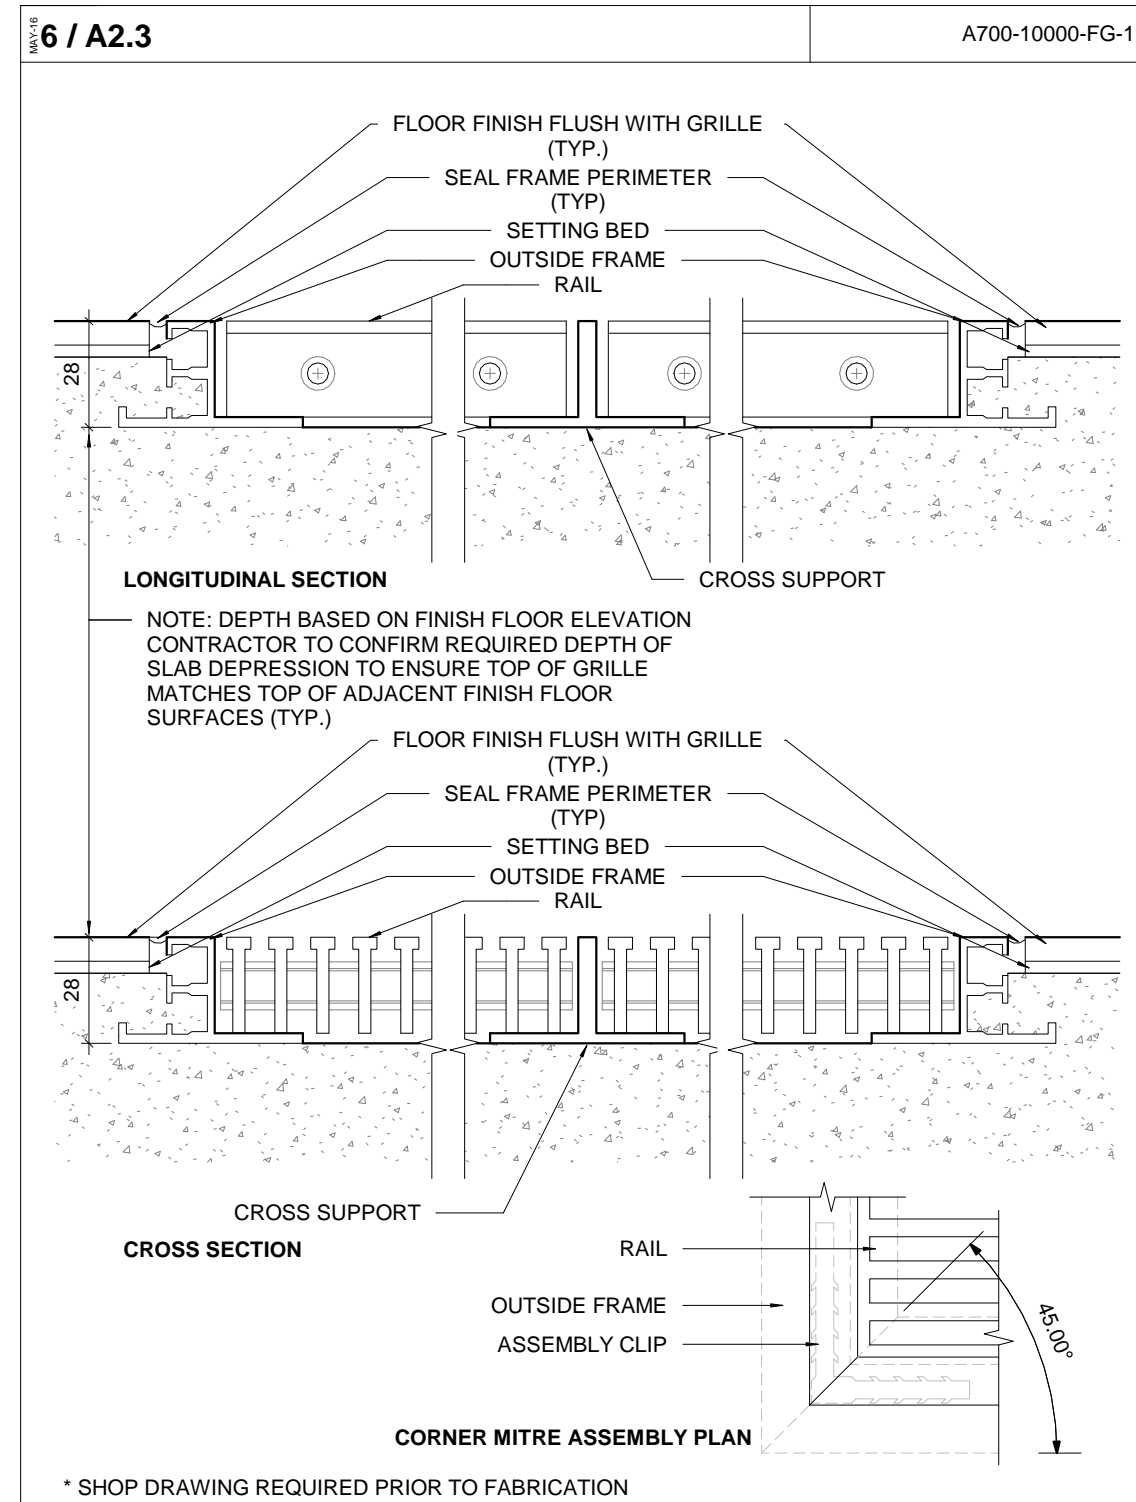 MAY-16
6 / A2.3
A700-10000-FG-1
FLOOR FINISH FLUSH WITH GRILLE
(TYP.)
SEAL FRAME PERIMETER
(TYP)
SETTING BED
OUTSIDE FRAME
RAIL
28
LONGITUDINAL SECTION
CROSS SUPPORT
NOTE: DEPTH BASED ON FINISH FLOOR ELEVATION
CONTRACTOR TO CONFIRM REQUIRED DEPTH OF
SLAB DEPRESSION TO ENSURE TOP OF GRILLE
MATCHES TOP OF ADJACENT FINISH FLOOR
SURFACES (TYP.)
FLOOR FINISH FLUSH WITH GRILLE
(TYP.)
SEAL FRAME PERIMETER
(TYP)
SETTING BED
OUTSIDE FRAME
RAIL
28
CROSS SUPPORT
CROSS SECTION
RAIL
OUTSIDE FRAME
ASSEMBLY CLIP
45.00°
CORNER MITRE ASSEMBLY PLAN
* SHOP DRAWING REQUIRED PRIOR TO FABRICATION